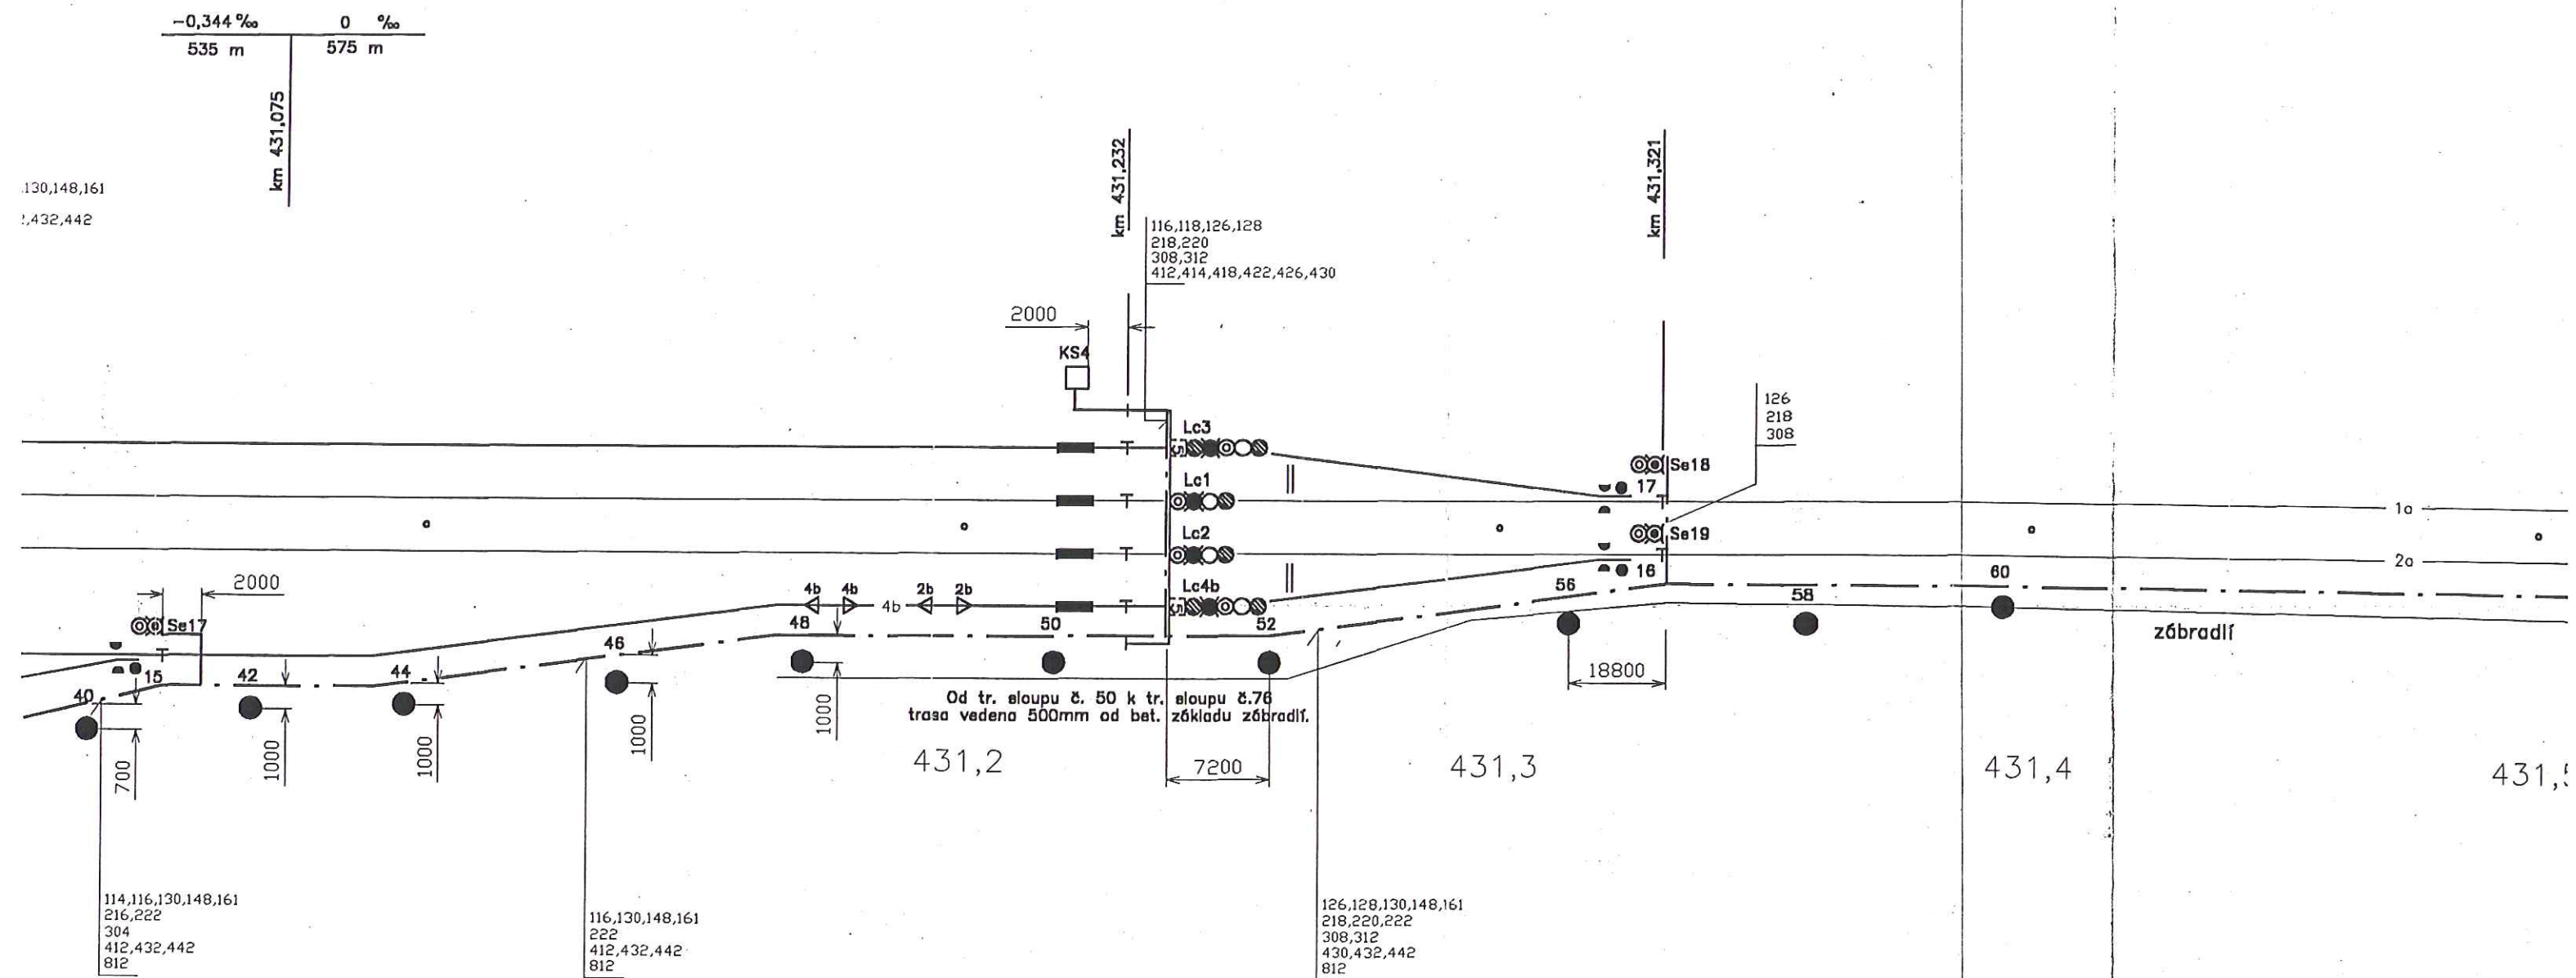 -0,344 ‰ 0 ‰
535 m 575 m
km 431,075
km 431,232
km 431,321
130,148,161
,432,442
116,118,126,128
218,220
308,312
412,414,418,422,426,430
2000
KS4
126
218
308
Lc3
Se18
17
Lc1
1a
Lc2
Se19
2a
2000
4b 4b 2b 2b
4b
Lc4b
16
56
60
58
Se17
48
50
52
zábradlí
46
44
42
15
40
18800
Od tr. sloupu č. 50 k tr. sloupu č.76
trasa vedena 500mm od bet. základu zábradlí.
700
1000
1000
1000
1000
7200
431,2
431,3
431,4
431,5
114,116,130,148,161
216,222
304
412,432,442
812
116,130,148,161
222
412,432,442
812
126,128,130,148,161
218,220,222
308,312
430,432,442
812